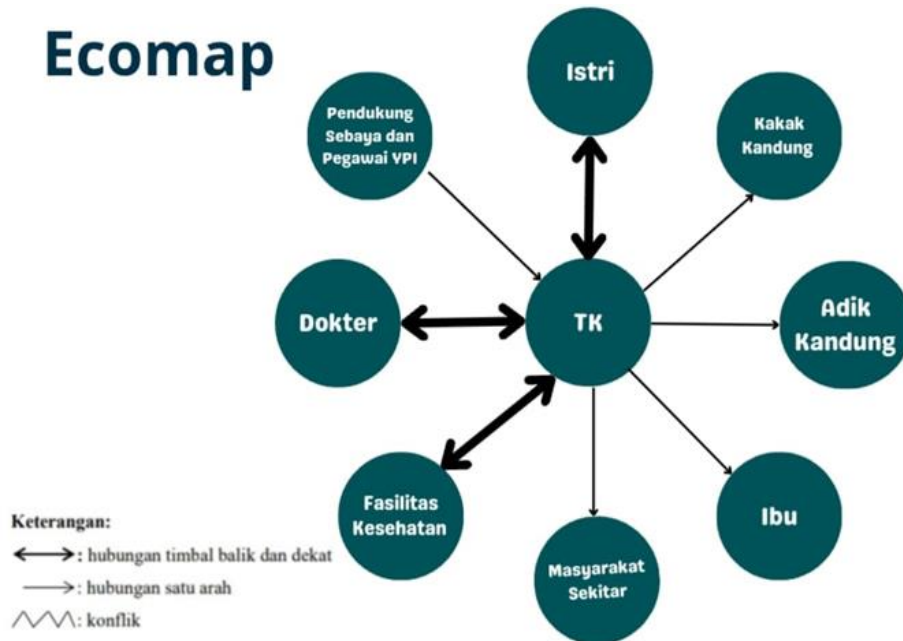 Ecomap
Istri
Pendukung
Sebaya dan
Pegawai YPI
Kakak
Kandung
Dokter
TK
Adik
Kandung
Fasilitas
Kesehatan
Ibu
Masyarakat
Sekitar
Keterangan:
: hubungan timbal balik dan dekat
: hubungan satu arah
: konflik